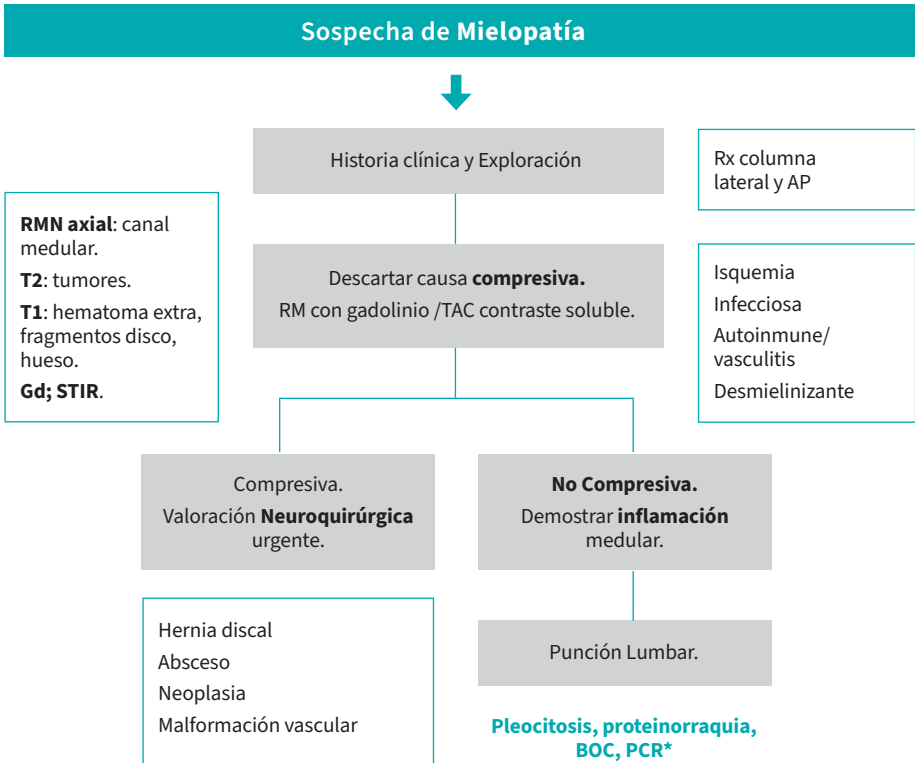 Sospecha de Mielopatía
Historia clínica y Exploración
Rx columna
lateral y AP
RMN axial: canal
medular.
T2: tumores.
T1: hematoma extra,
fragmentos disco,
hueso.
Gd; STIR.
Descartar causa compresiva.
RM con gadolinio /TAC contraste soluble.
Isquemia
Infecciosa
Autoinmune/
vasculitis
Desmielinizante
Compresiva.
Valoración Neuroquirúrgica
urgente.
No Compresiva.
Demostrar inflamación
medular.
Hernia discal
Absceso
Neoplasia
Malformación vascular
Punción Lumbar.
Pleocitosis, proteinorraquia,
BOC, PCR*